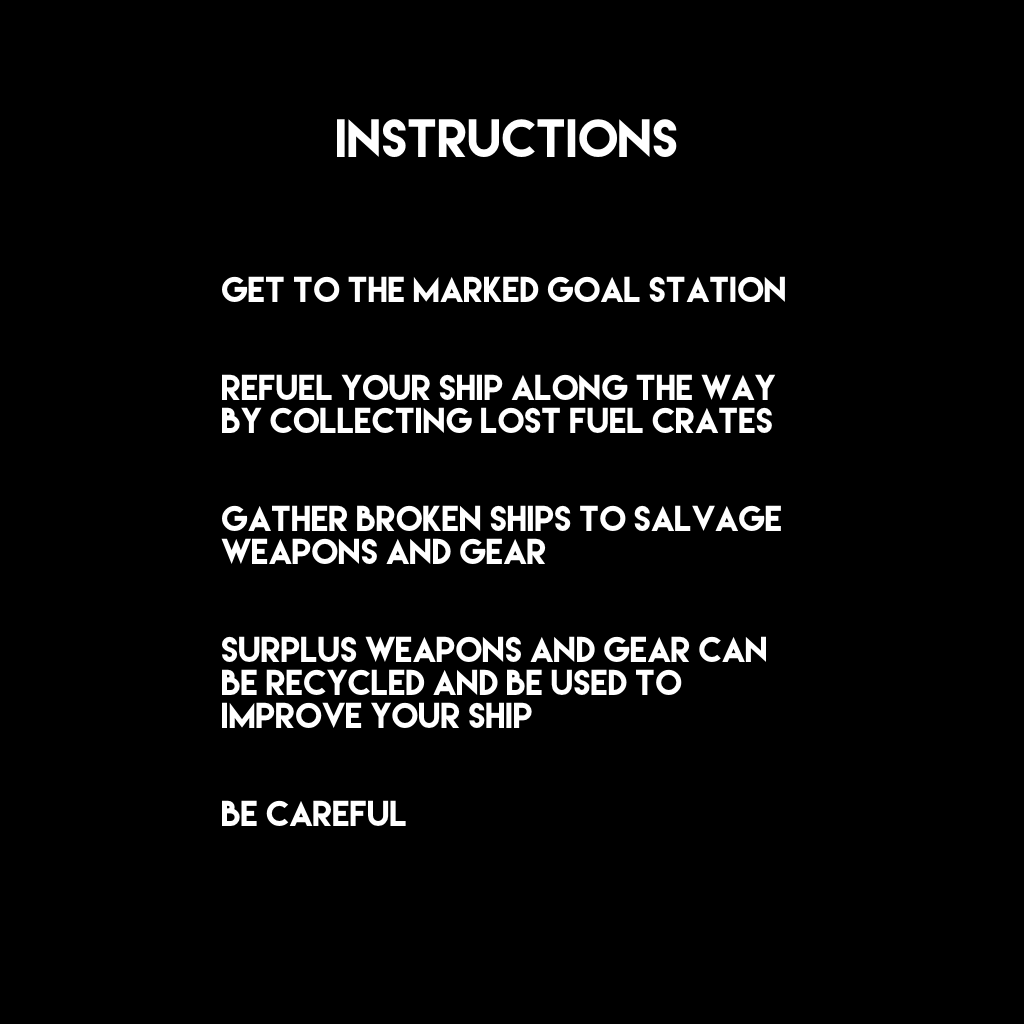 INSTRUCTIONS
GET TO THE MARKED GOAL STATION
REFUEL YOUR SHIP ALONG THE WAY
BY COLLECTING LOST FUEL CRATES
GATHER BROKEN SHIPS TO SALVAGE
WEAPONS AND GEAR
SURPLUS WEAPONS AND GEAR CAN
BE RECYCLED AND BE USED TO
IMPROVE YOUR SHIP
BE CAREFUL